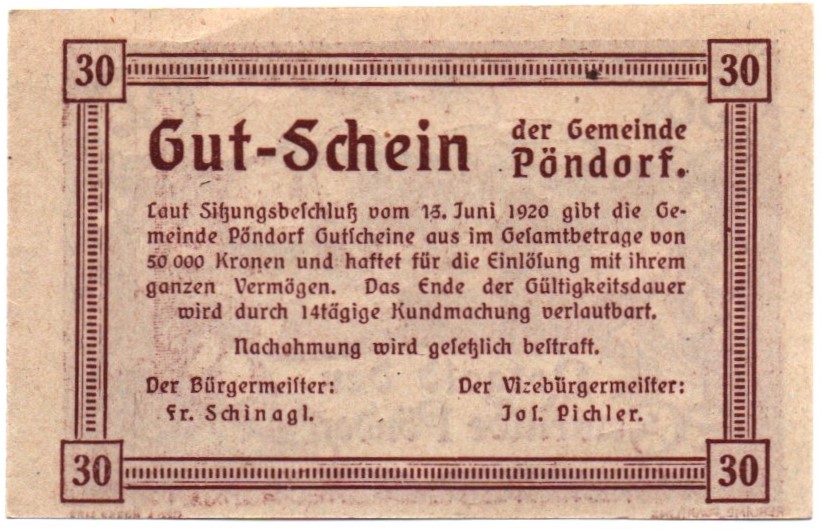 30 30
Gut-Schein der Gemeinde
Pöndorf.
Laut Sitzungsbeschluß vom 13. Juni 1920 gibt die Ge-
meinde Pöndorf Gutscheine aus im Gesamtbetrage von
50 000 Kronen und haftet für die Einlösung mit ihrem
ganzen Vermögen. Das Ende der Gültigkeitsdauer
wird durch 14tägige Kundmachung verlautbart.
Nachahmung wird gesetzlich bestraft.
Der Bürgermeister: Der Vizebürgermeister:
Fr. Schinagl. Jos. Pichler.
30 30